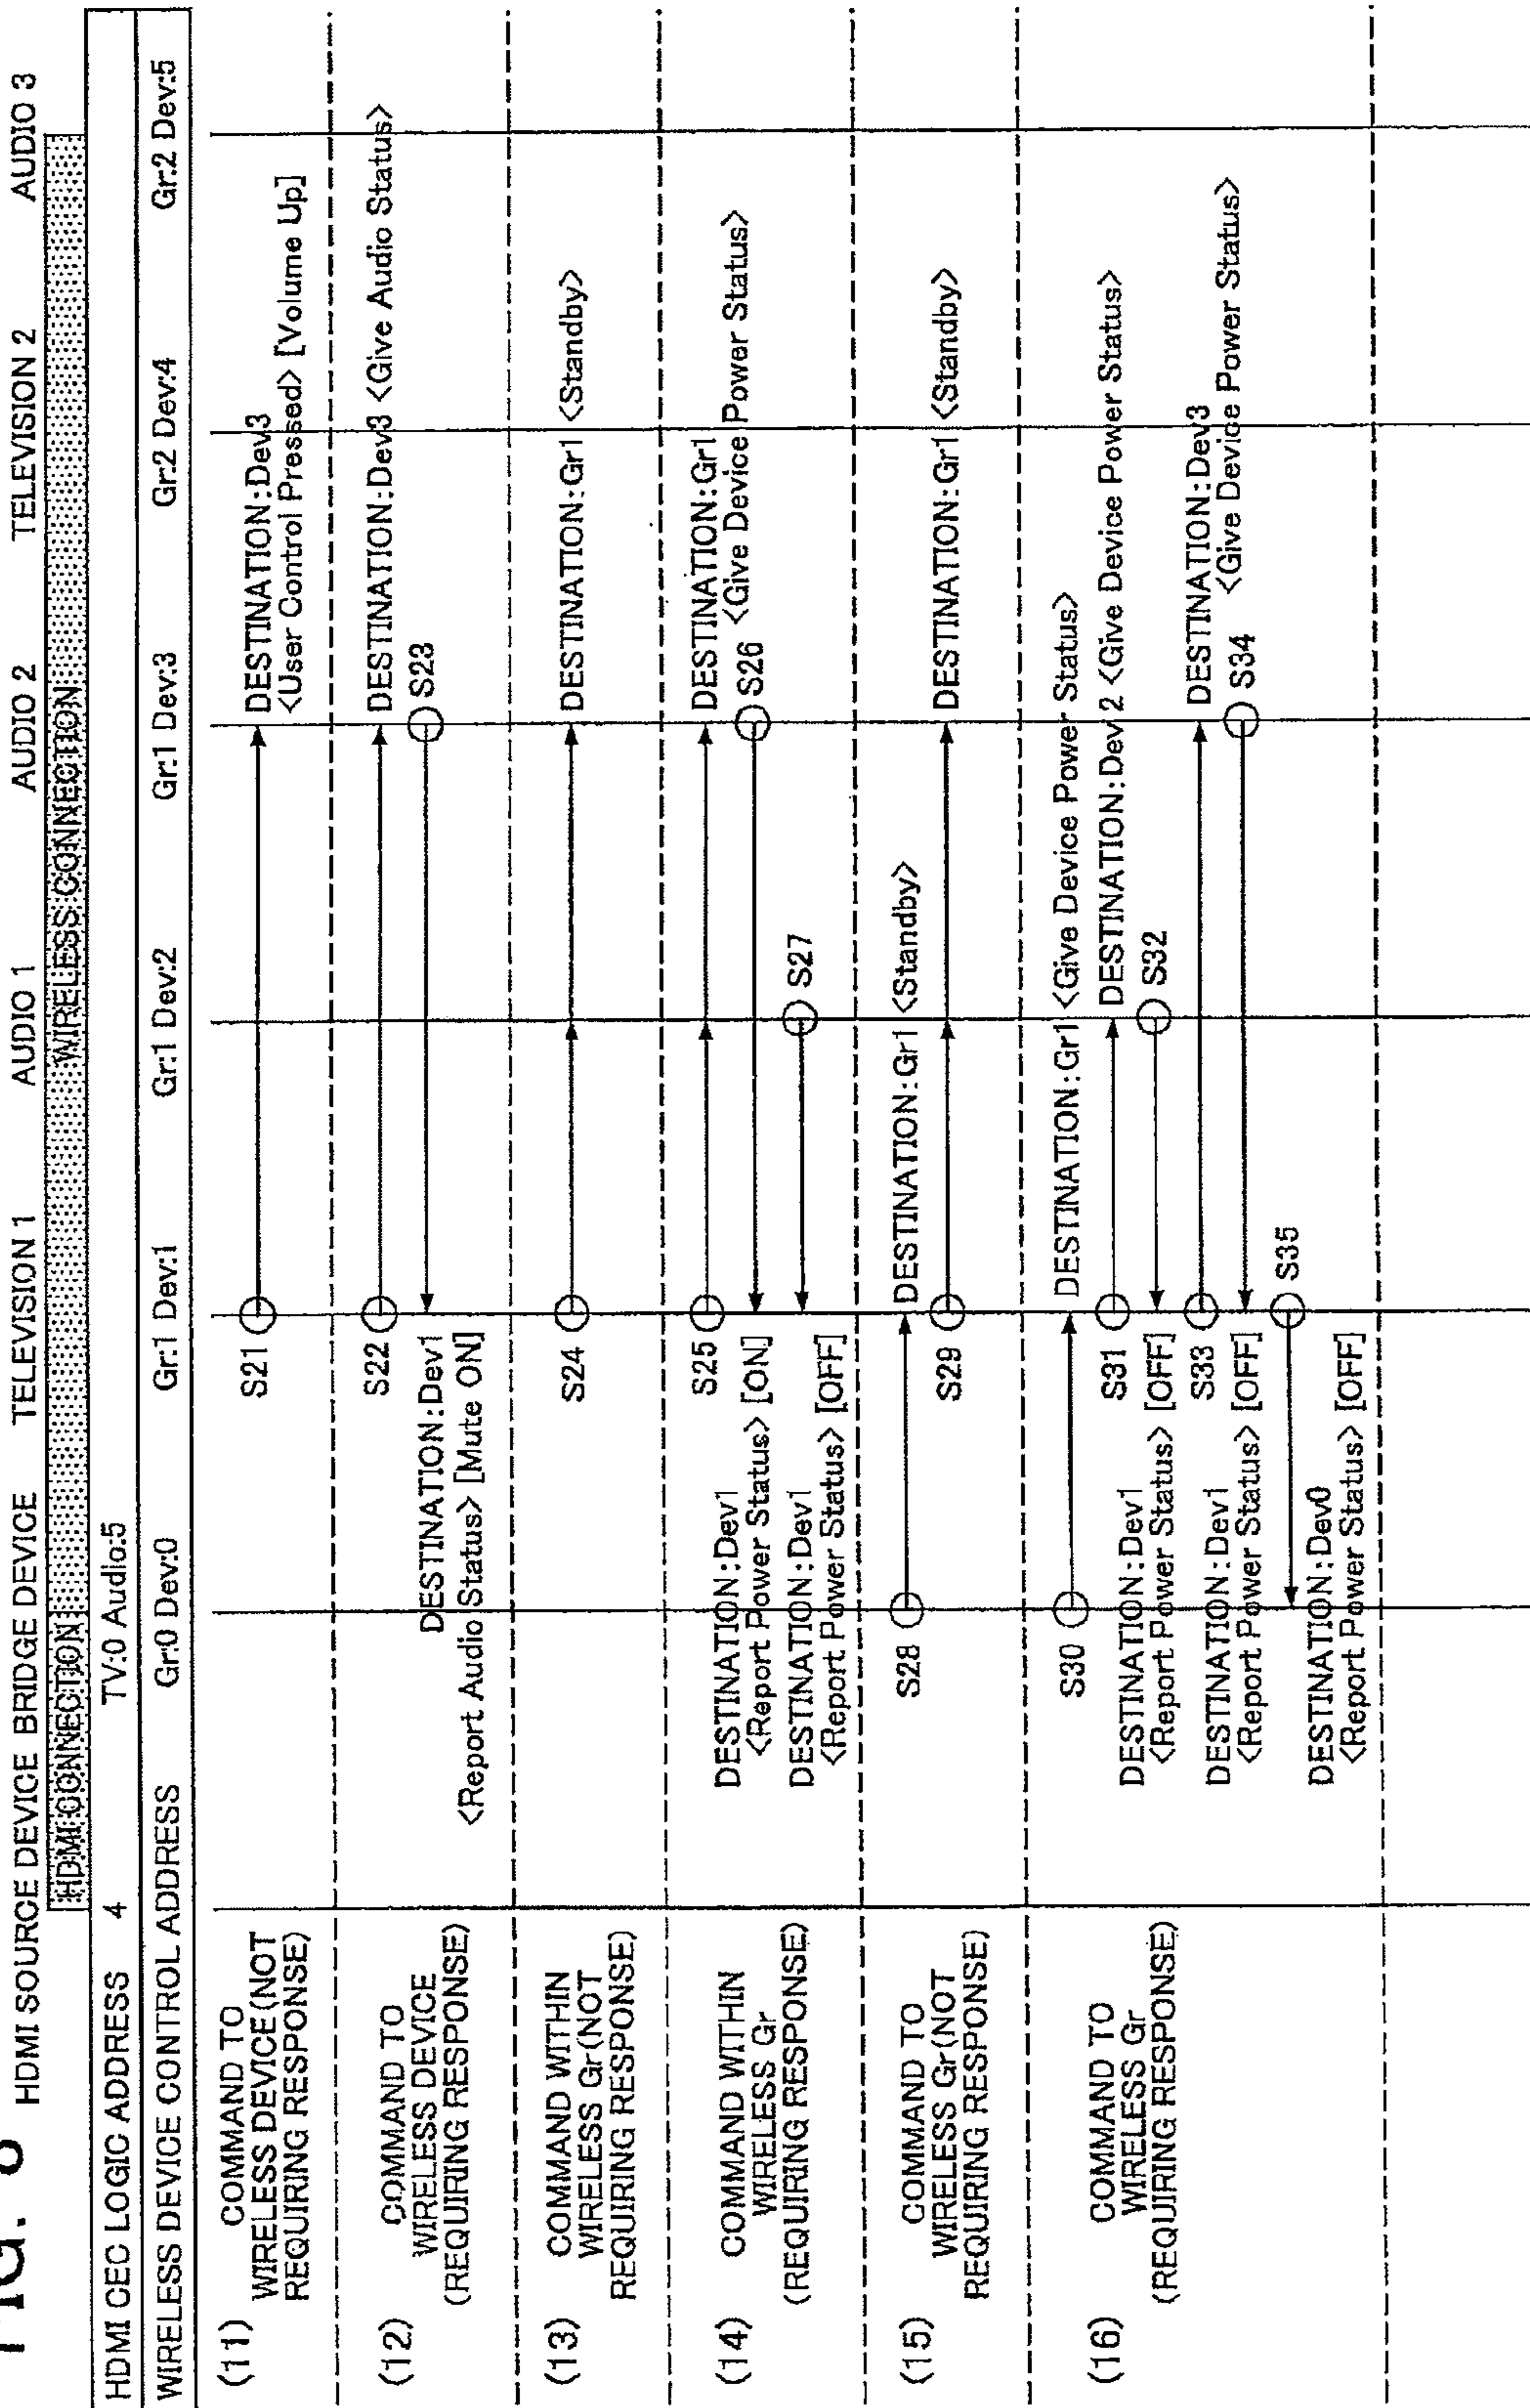 FIG. 8
HDMI SOURCE DEVICE BRIDGE DEVICE TELEVISION 1 AUDIO 1 AUDIO 2 TELEVISION 2 AUDIO 3
HDMI CONNECTION WIRELESS CONNECTION
HDMI CEC LOGIC ADDRESS 4 TV:0 Audio:5
WIRELESS DEVICE CONTROL ADDRESS Gr:0 Dev:0 Gr:1 Dev:1 Gr:1 Dev:2 Gr:1 Dev:3 Gr:2 Dev:4 Gr:2 Dev:5
(11) COMMAND TO
WIRELESS DEVICE(NOT
REQUIRING RESPONSE)
S21
DESTINATION:Dev3
<User Control Pressed> [Volume Up]
(12) COMMAND TO
WIRELESS DEVICE
(REQUIRING RESPONSE)
S22
DESTINATION:Dev3 <Give Audio Status>
S23
DESTINATION:Dev1
<Report Audio Status> [Mute ON]
(13) COMMAND WITHIN
WIRELESS Gr(NOT
REQUIRING RESPONSE)
S24
DESTINATION:Gr1 <Standby>
(14) COMMAND WITHIN
WIRELESS Gr
(REQUIRING RESPONSE)
S25
DESTINATION:Gr1
S26 <Give Device Power Status>
DESTINATION:Dev1
<Report Power Status> [ON]
S27
DESTINATION:Dev1
<Report Power Status> [OFF]
(15) COMMAND TO
WIRELESS Gr(NOT
REQUIRING RESPONSE)
S28
DESTINATION:Gr1 <Standby>
S29
DESTINATION:Gr1 <Standby>
(16) COMMAND TO
WIRELESS Gr
(REQUIRING RESPONSE)
S30
DESTINATION:Gr1 <Give Device Power Status>
S31
DESTINATION:Dev2 <Give Device Power Status>
S32
DESTINATION:Dev1
<Report Power Status> [OFF]
S33
DESTINATION:Dev3
<Give Device Power Status>
S34
DESTINATION:Dev1
<Report Power Status> [OFF]
S35
DESTINATION:Dev0
<Report Power Status> [OFF]